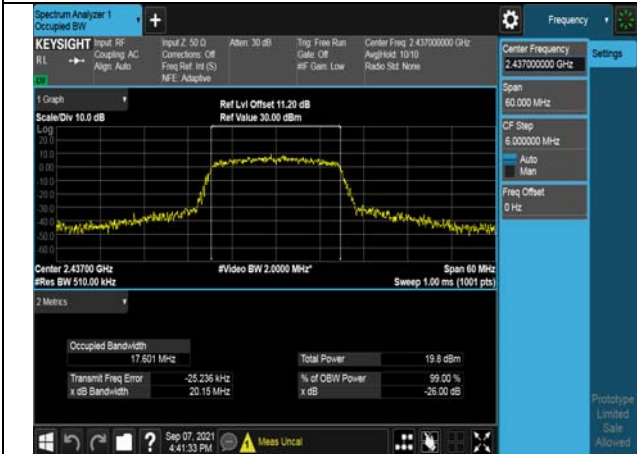 Spectrum Analyzer 1
Occupied BW
+
Frequency
KEYSIGHT
RL
Input: RF
Coupling: AC
Align: Auto
Input Z: 50 Ω
Corrections: Off
Freq Ref: Int (S)
NFE: Adaptive
Atten: 30 dB
Trig: Free Run
Gate: Off
#IF Gain: Low
Center Freq: 2.437000000 GHz
Avg|Hold: 10/10
Radio Std: None
Center Frequency
2.437000000 GHz
Settings
Span
60.000 MHz
CF Step
6.000000 MHz
Auto
Man
Freq Offset
0 Hz
1 Graph
Scale/Div 10.0 dB
Ref Lvl Offset 11.20 dB
Ref Value 30.00 dBm
Log
20.0
10.0
0.00
-10.0
-20.0
-30.0
-40.0
-50.0
-60.0
Center 2.43700 GHz
#Res BW 510.00 kHz
#Video BW 2.0000 MHz*
Span 60 MHz
Sweep 1.00 ms (1001 pts)
2 Metrics
Occupied Bandwidth
17.601 MHz
Total Power 19.8 dBm
Transmit Freq Error -25.236 kHz
% of OBW Power 99.00 %
x dB Bandwidth 20.15 MHz
x dB -26.00 dB
Prototype
Limited
Sale
Allowed
?
Sep 07, 2021
4:41:33 PM
Meas Uncal